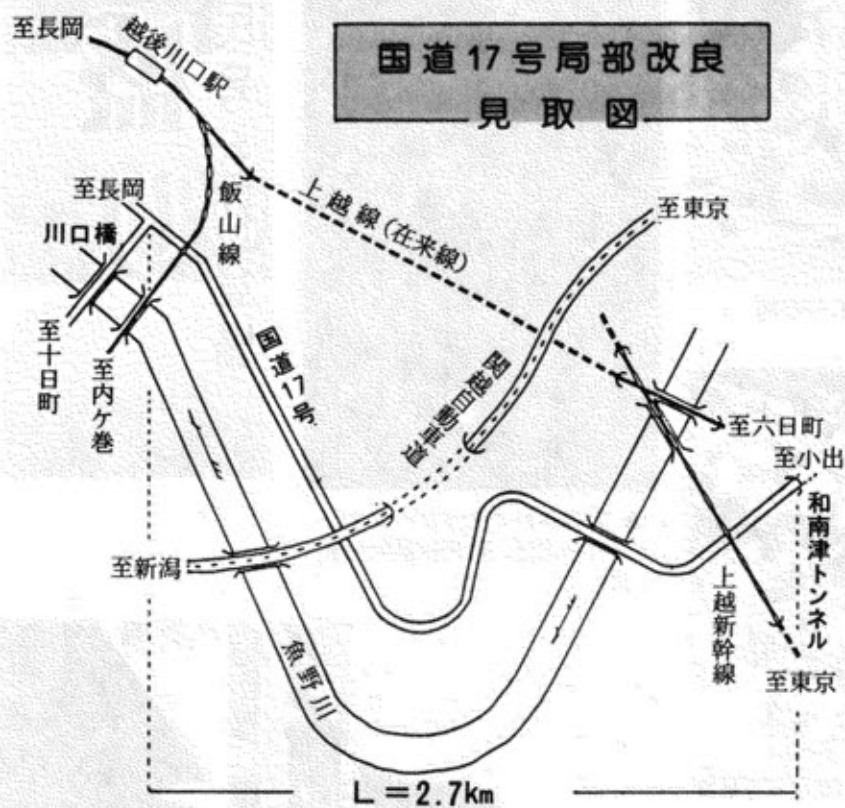 国道17号局部改良
見取図
至長岡
越後川口駅
至長岡
飯山線
上越線(在来線)
至東京
川口橋
国道17号
関越自動車道
至十日町
至内ケ巻
至六日町
至小出
和南津トンネル
至新潟
魚野川
上越新幹線
至東京
L=2.7km